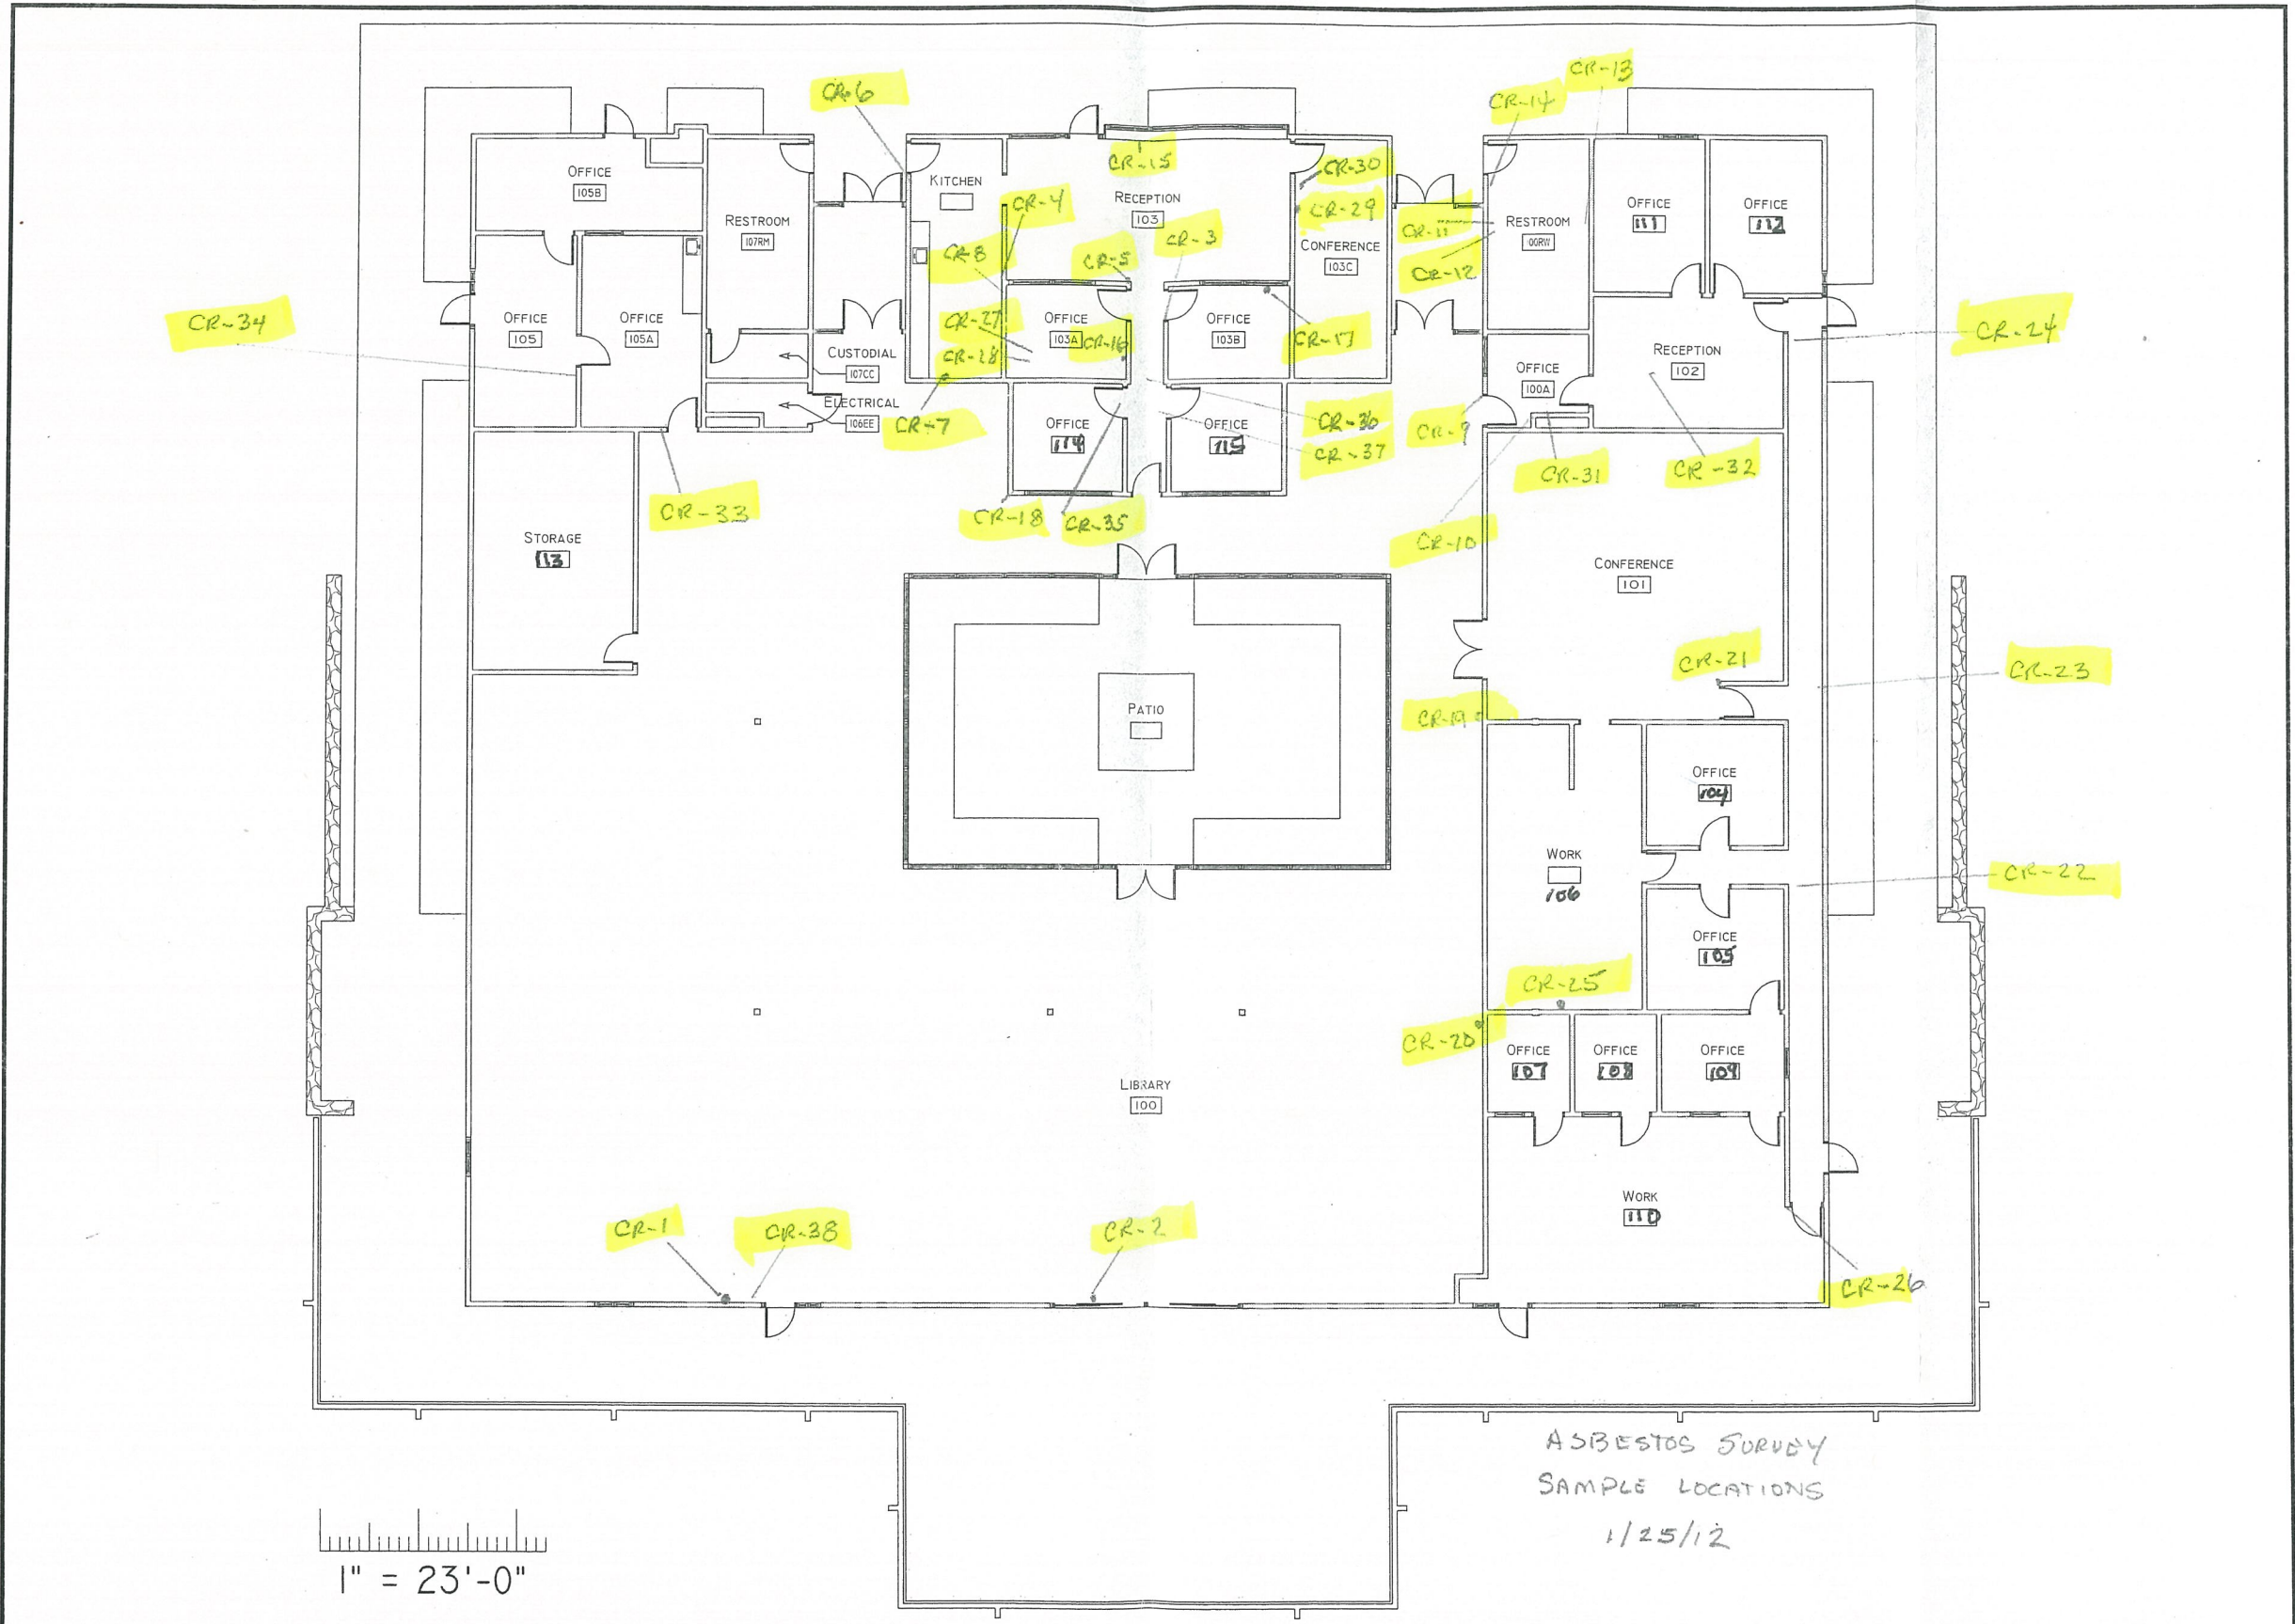 CR-6
CR-14
CR-13
OFFICE
105B
RESTROOM
107RM
KITCHEN
CR-4
CR-15
RECEPTION
103
CR-3
CR-30
CR-29
CONFERENCE
103C
CR-11
CR-12
RESTROOM
100RW
OFFICE
111
OFFICE
112
CR-8
CR-5
CR-34
OFFICE
105
OFFICE
105A
CR-27
CR-28
OFFICE
103A
CR-16
OFFICE
103B
CR-17
CR-24
CUSTODIAL
107CC
ELECTRICAL
106EE
CR-7
OFFICE
100A
RECEPTION
102
OFFICE
114
OFFICE
115
CR-36
CR-37
CR-9
CR-31
CR-32
CR-33
CR-18
CR-35
CR-10
STORAGE
113
CONFERENCE
101
CR-21
CR-23
PATIO
CR-19
OFFICE
104
WORK
106
CR-22
OFFICE
105
CR-25
CR-20
OFFICE
107
OFFICE
108
OFFICE
109
LIBRARY
100
WORK
110
CR-1
CR-38
CR-2
CR-26
ASBESTOS SURVEY
SAMPLE LOCATIONS
1/25/12
1" = 23'-0"